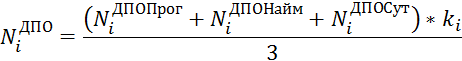 N_i^ДПО = ((N_i^ДПОПрог + N_i^ДПОНайм + N_i^ДПОСут) * k_i) / 3